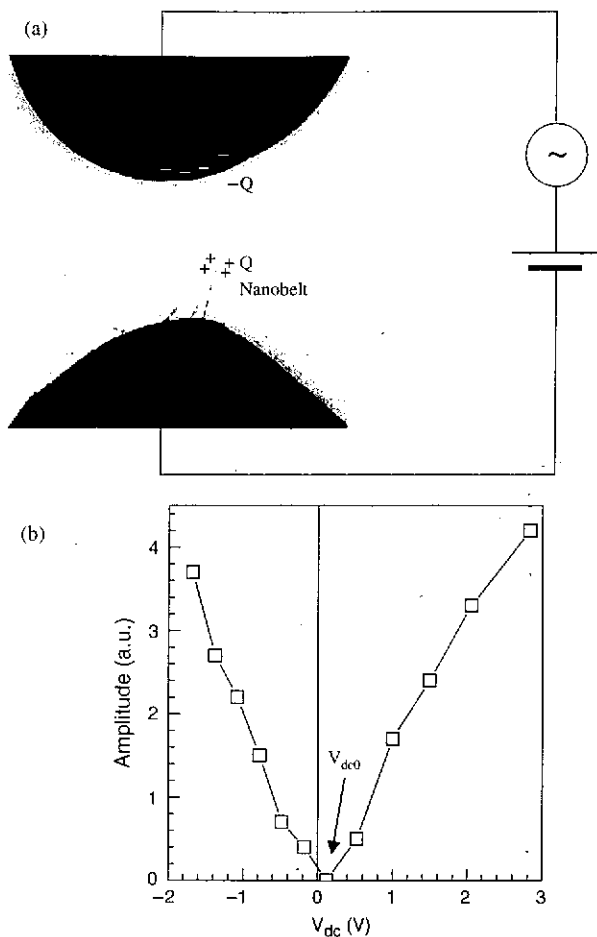 (a)
~
− − − −
−Q
+ + + + Q
Nanobelt
(b)
4
3
2
1
0
Amplitude (a.u.)
V_dc0
−2 −1 0 1 2 3
V_dc (V)